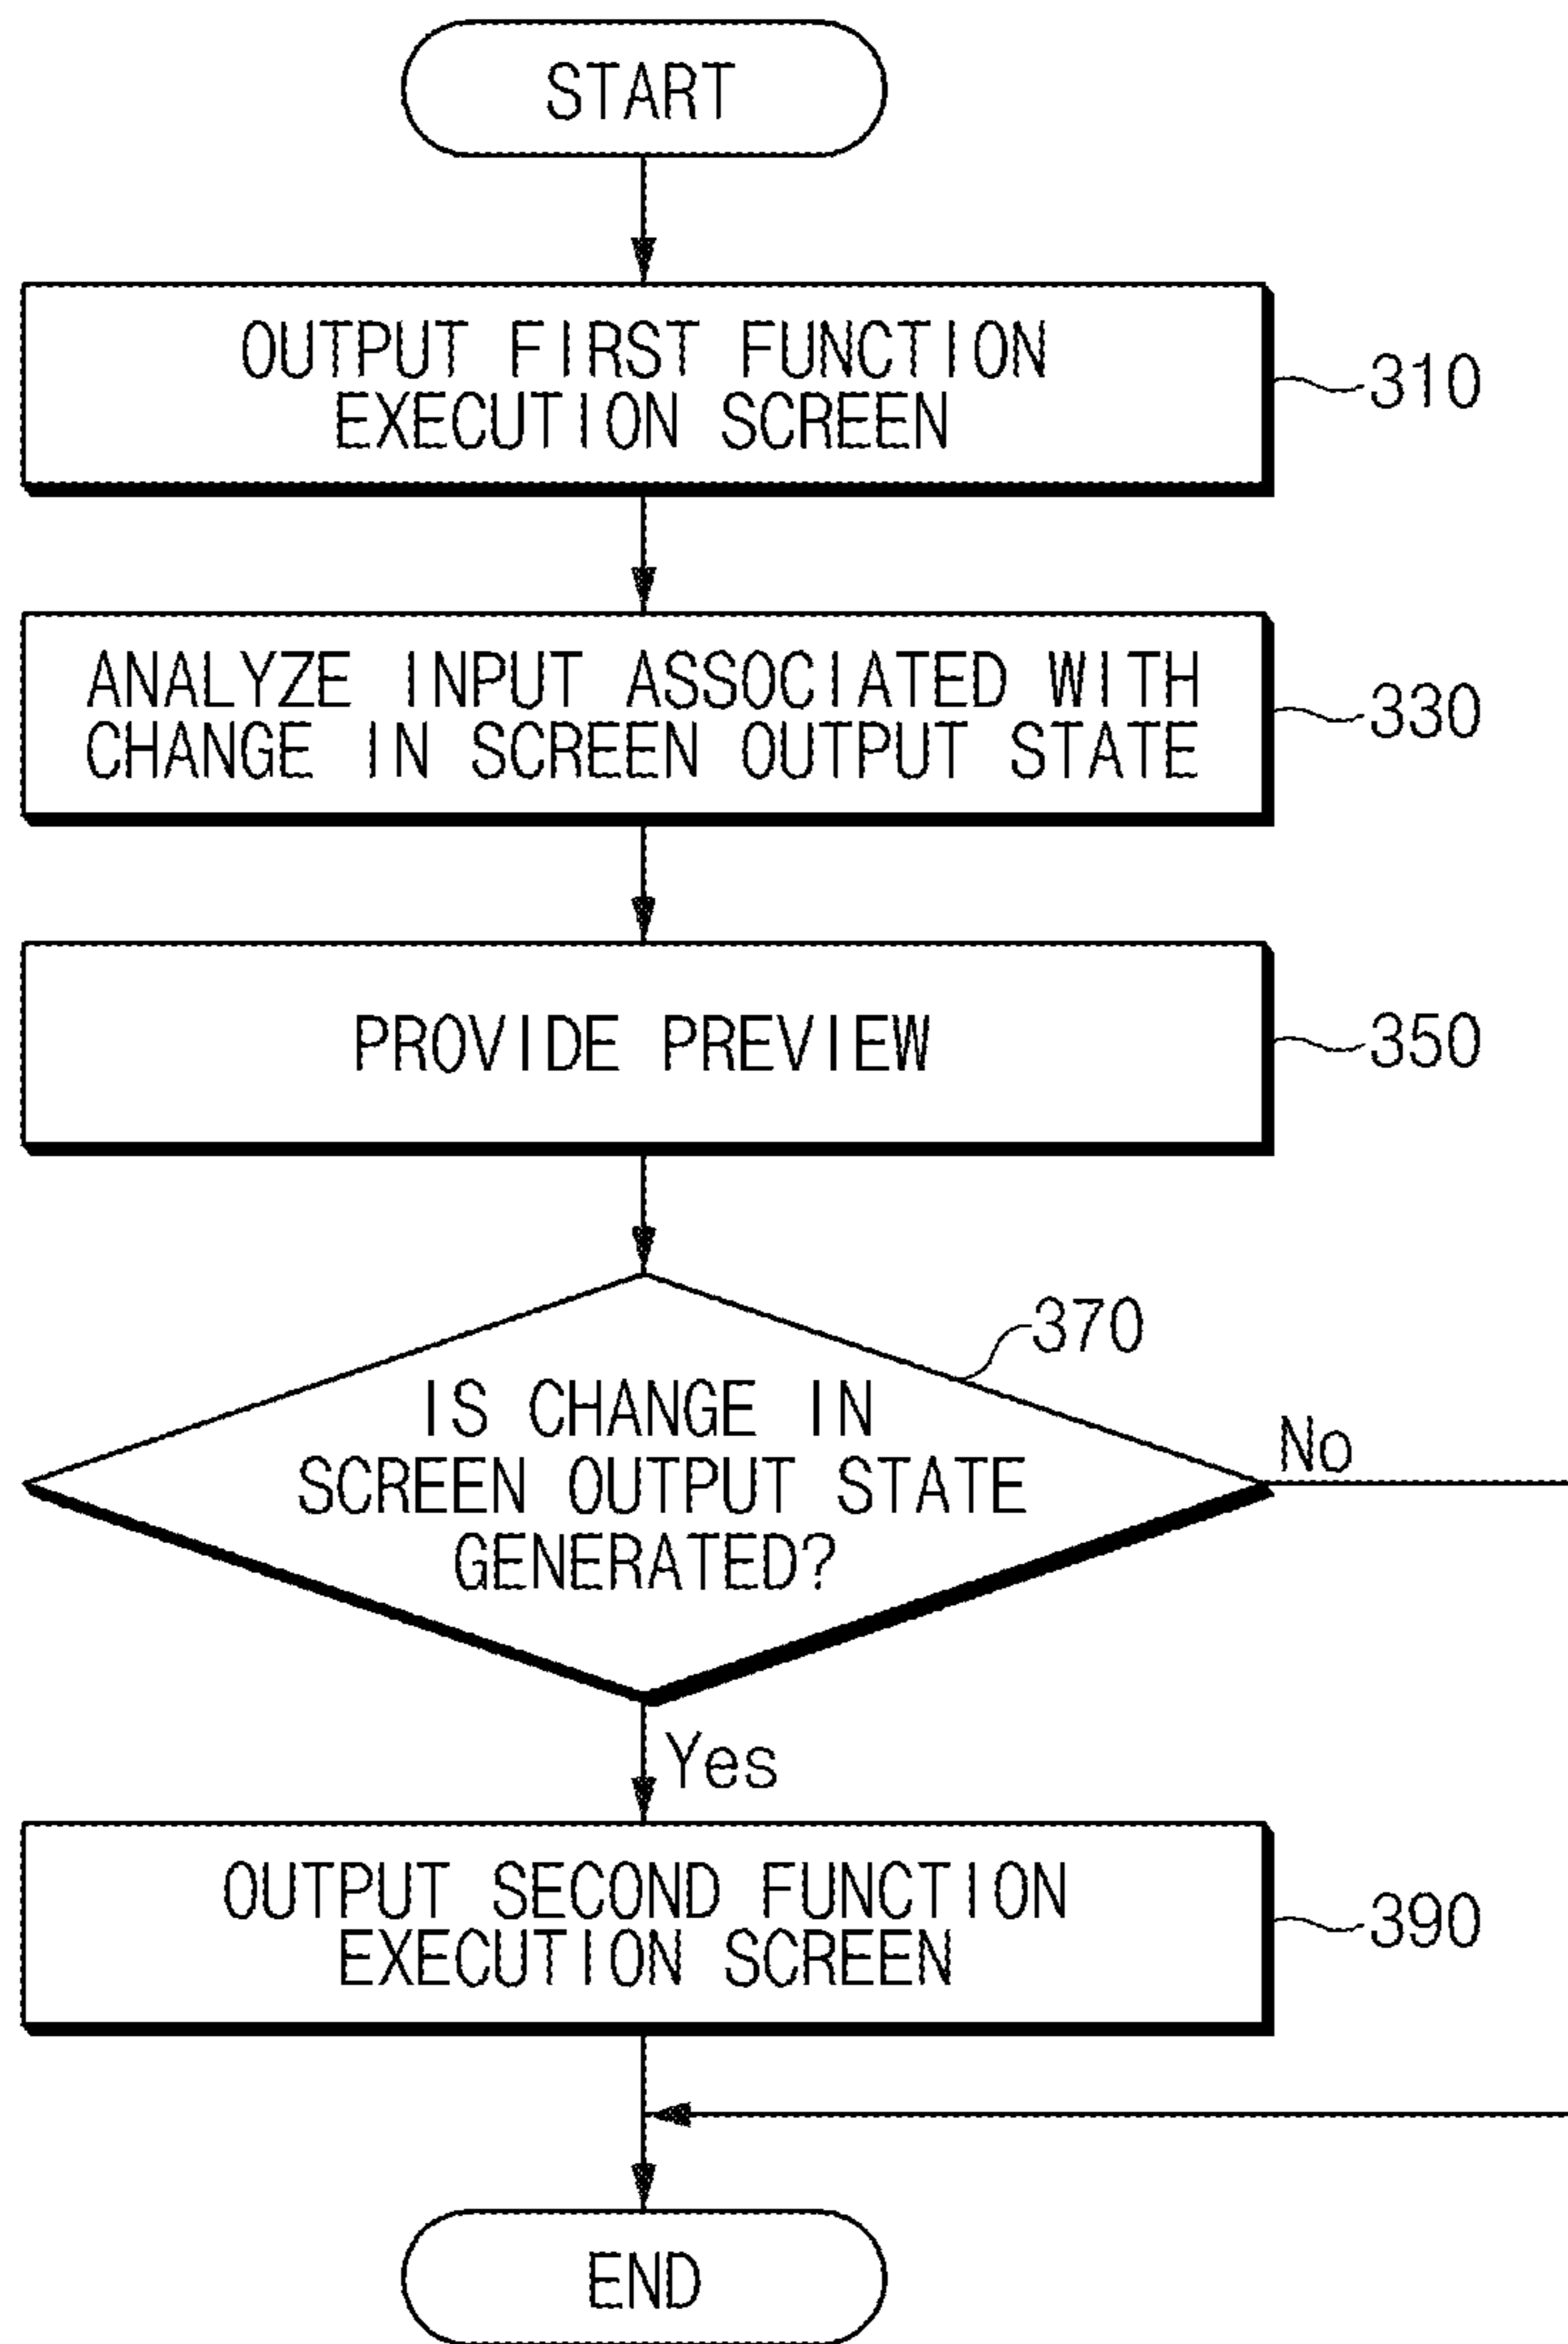 START
OUTPUT FIRST FUNCTION
EXECUTION SCREEN
310
ANALYZE INPUT ASSOCIATED WITH
CHANGE IN SCREEN OUTPUT STATE
330
PROVIDE PREVIEW
350
370
IS CHANGE IN
SCREEN OUTPUT STATE
GENERATED?
No
Yes
OUTPUT SECOND FUNCTION
EXECUTION SCREEN
390
END